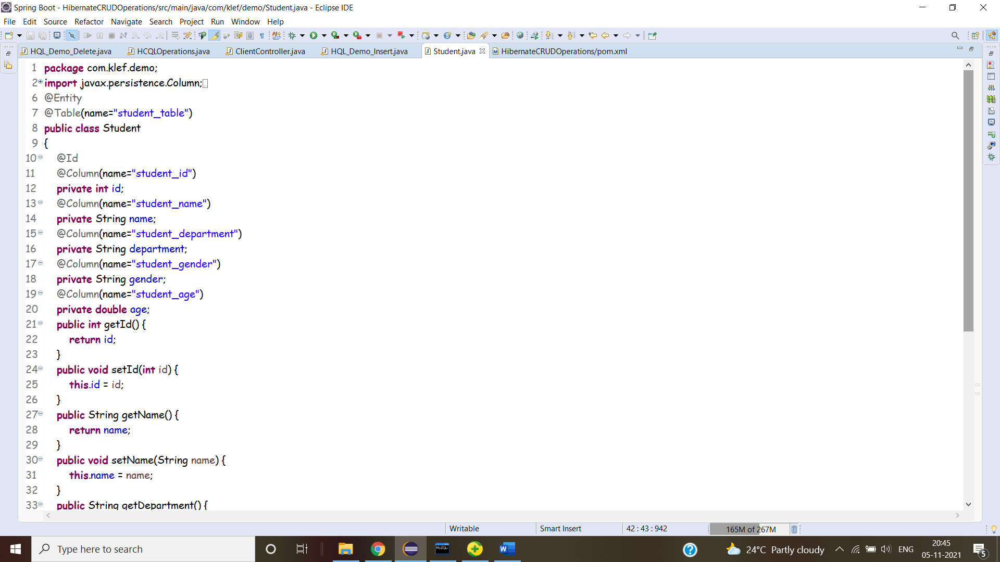 Spring Boot - HibernateCRUDOperations/src/main/java/com/klef/demo/Student.java - Eclipse IDE
File Edit Source Refactor Navigate Search Project Run Window Help
HQL_Demo_Delete.java HCQLOperations.java ClientController.java HQL_Demo_Insert.java Student.java HibernateCRUDOperations/pom.xml
1 package com.klef.demo;
2 import javax.persistence.Column;
6 @Entity
7 @Table(name="student_table")
8 public class Student
9 {
10 @Id
11 @Column(name="student_id")
12 private int id;
13 @Column(name="student_name")
14 private String name;
15 @Column(name="student_department")
16 private String department;
17 @Column(name="student_gender")
18 private String gender;
19 @Column(name="student_age")
20 private double age;
21 public int getId() {
22 return id;
23 }
24 public void setId(int id) {
25 this.id = id;
26 }
27 public String getName() {
28 return name;
29 }
30 public void setName(String name) {
31 this.name = name;
32 }
33 public String getDepartment() {
Writable Smart Insert 42 : 43 : 942 165M of 267M
Type here to search MySQL 24°C Partly cloudy ENG 20:45
05-11-2021 5